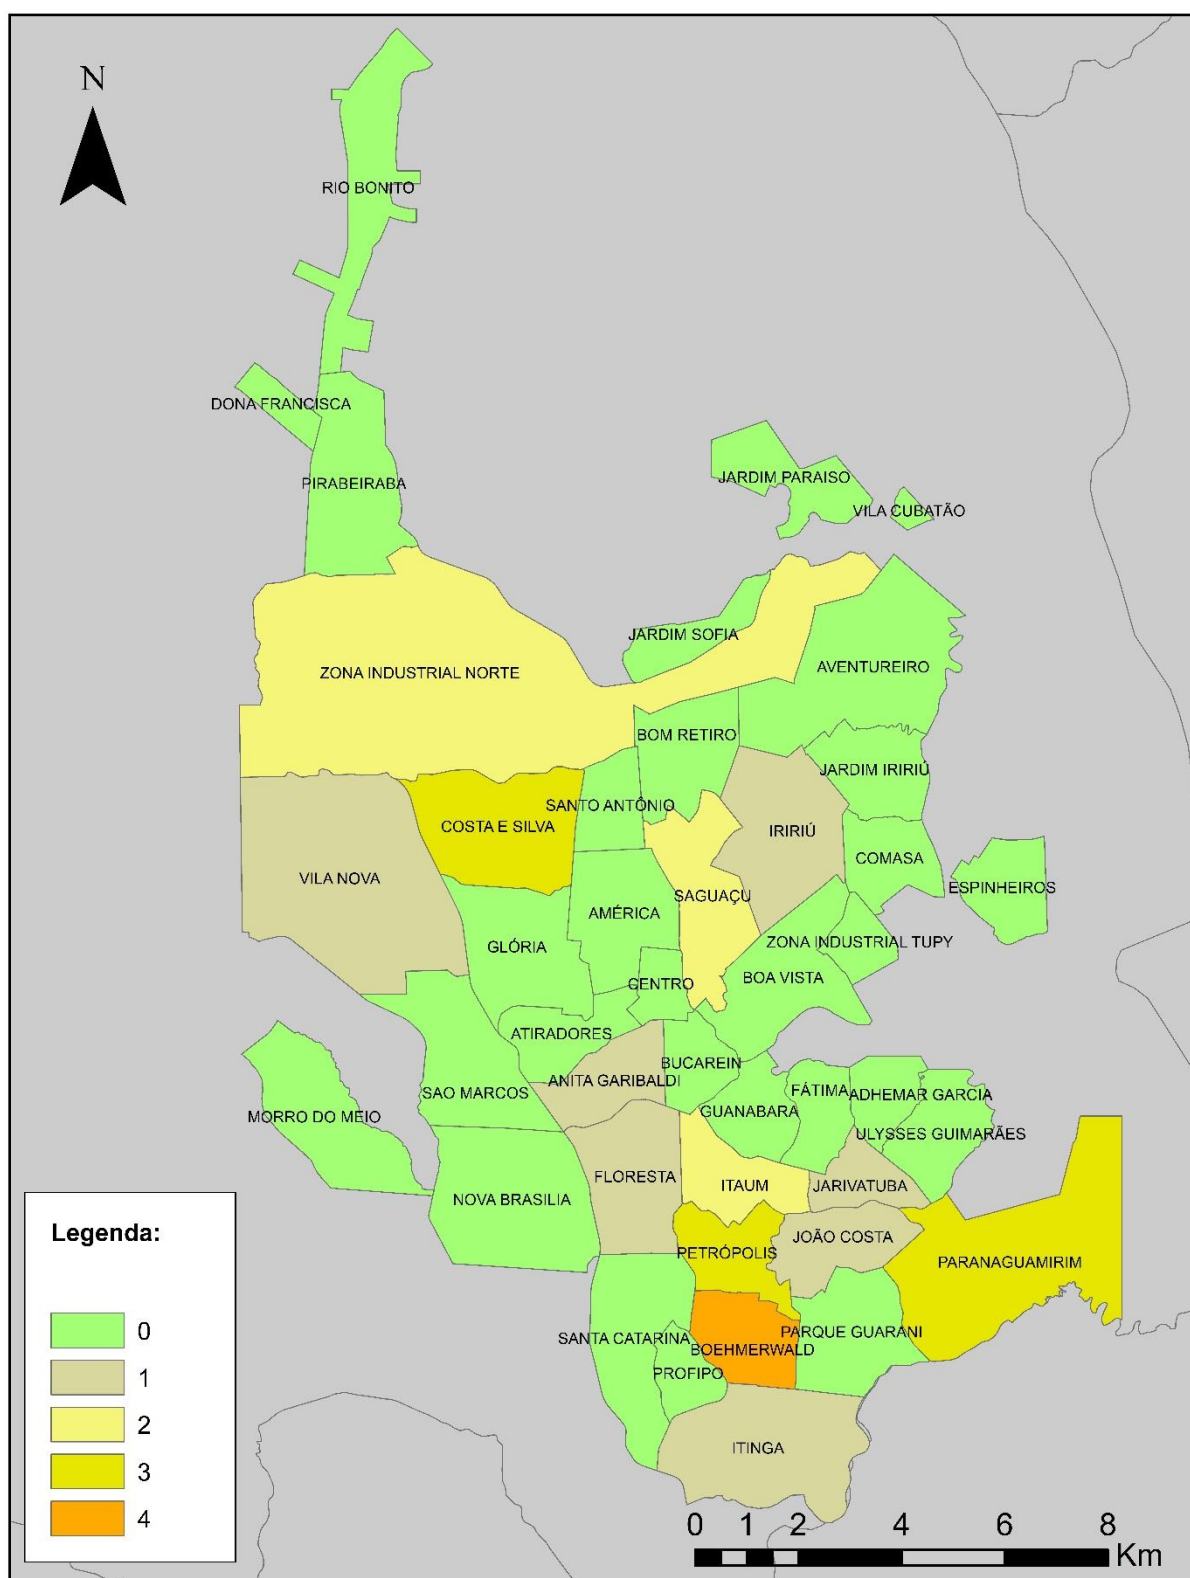 N
RIO BONITO
DONA FRANCISCA
PIRABEIRABA
JARDIM PARAISO
VILA CUBATÃO
JARDIM SOFIA
AVENTUREIRO
ZONA INDUSTRIAL NORTE
BOM RETIRO
JARDIM IRIRIÚ
SANTO ANTÔNIO
COSTA E SILVA
IRIRIÚ
COMASA
VILA NOVA
ESPINHEIROS
SAGUAÇU
AMÉRICA
GLÓRIA
ZONA INDUSTRIAL TUPY
BOA VISTA
CENTRO
ATIRADORES
BUCAREIN
ANITA GARIBALDI
SAO MARCOS
FÁTIMA
ADHEMAR GARCIA
GUANABARA
MORRO DO MEIO
ULYSSES GUIMARÃES
FLORESTA
ITAUM
JARIVATUBA
NOVA BRASILIA
JOÃO COSTA
PETRÓPOLIS
PARANAGUAMIRIM
SANTA CATARINA
PARQUE GUARANI
BOEHMERWALD
PROFIPO
ITINGA
Legenda:
0
1
2
3
4
0 1 2 4 6 8
Km